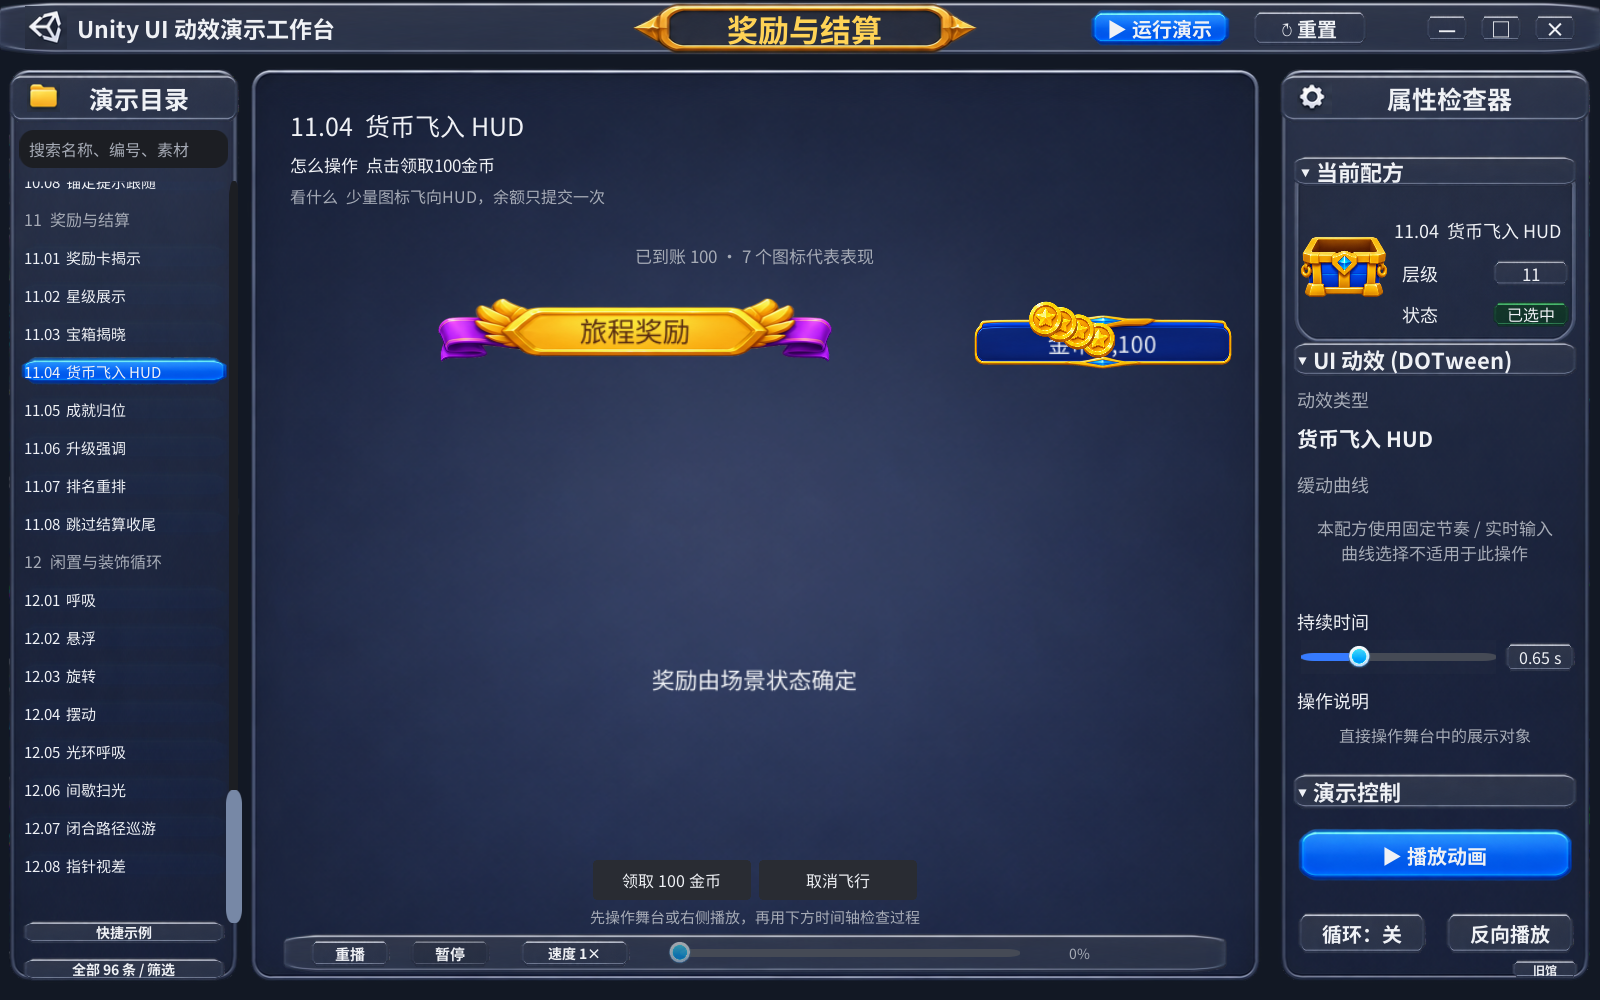 Unity UI 动效演示工作台
奖励与结算
▶ 运行演示
重置
演示目录
搜索名称、编号、素材
10.08 锚定提示跟随
11 奖励与结算
11.01 奖励卡揭示
11.02 星级展示
11.03 宝箱揭晓
11.04 货币飞入 HUD
11.05 成就归位
11.06 升级强调
11.07 排名重排
11.08 跳过结算收尾
12 闲置与装饰循环
12.01 呼吸
12.02 悬浮
12.03 旋转
12.04 摆动
12.05 光环呼吸
12.06 间歇扫光
12.07 闭合路径巡游
12.08 指针视差
快捷示例
全部 96 条 / 筛选
11.04 货币飞入 HUD
怎么操作 点击领取100金币
看什么 少量图标飞向HUD，余额只提交一次
已到账 100 · 7 个图标代表表现
旅程奖励
,100
奖励由场景状态确定
领取 100 金币
取消飞行
先操作舞台或右侧播放，再用下方时间轴检查过程
重播
暂停
速度 1×
0%
属性检查器
▼ 当前配方
11.04 货币飞入 HUD
层级
11
状态
已选中
▼ UI 动效 (DOTween)
动效类型
货币飞入 HUD
缓动曲线
本配方使用固定节奏 / 实时输入
曲线选择不适用于此操作
持续时间
0.65 s
操作说明
直接操作舞台中的展示对象
▼ 演示控制
▶ 播放动画
循环：关
反向播放
旧馆